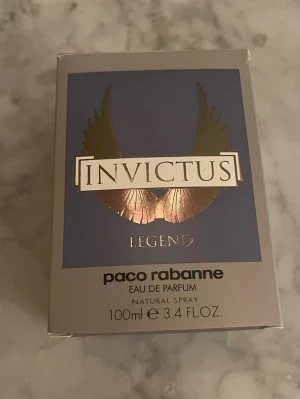 INVICTUS
LEGEND
paco rabanne
EAU DE PARFUM
NATURAL SPRAY
100ml ℮ 3.4 FL.OZ.